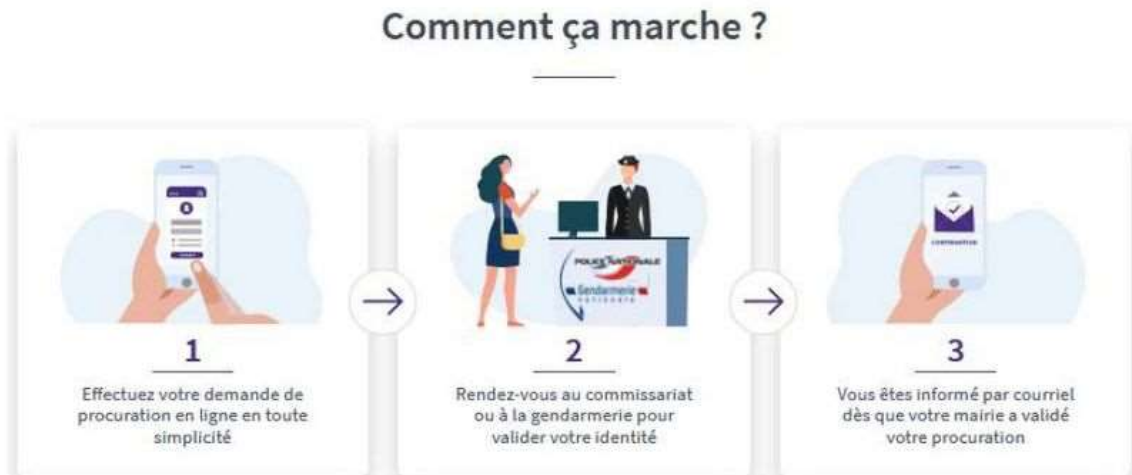 Comment ça marche ?
POLICE NATIONALE
Gendarmerie
nationale
1
Effectuez votre demande de
procuration en ligne en toute
simplicité
2
Rendez-vous au commissariat
ou à la gendarmerie pour
valider votre identité
3
Vous êtes informé par courriel
dès que votre mairie a validé
votre procuration